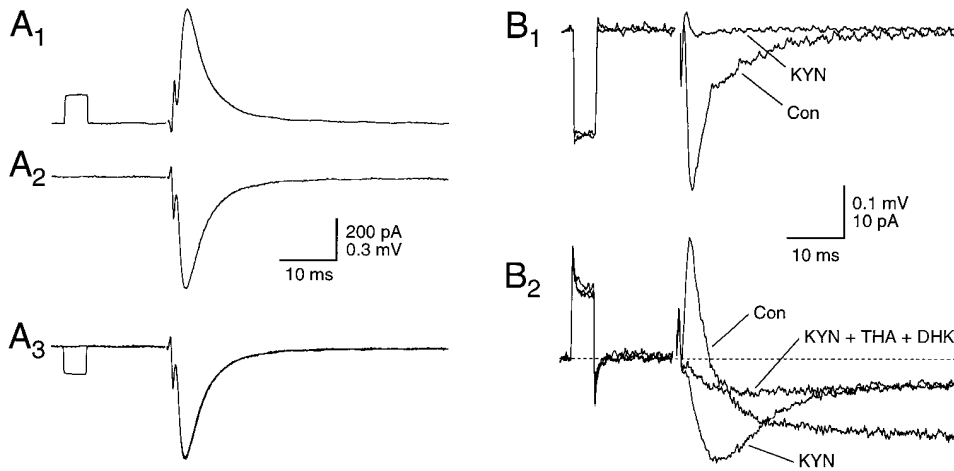 A1
A2
200 pA
0.3 mV
10 ms
A3
B1
KYN
Con
0.1 mV
10 pA
10 ms
B2
Con
KYN + THA + DHK
KYN